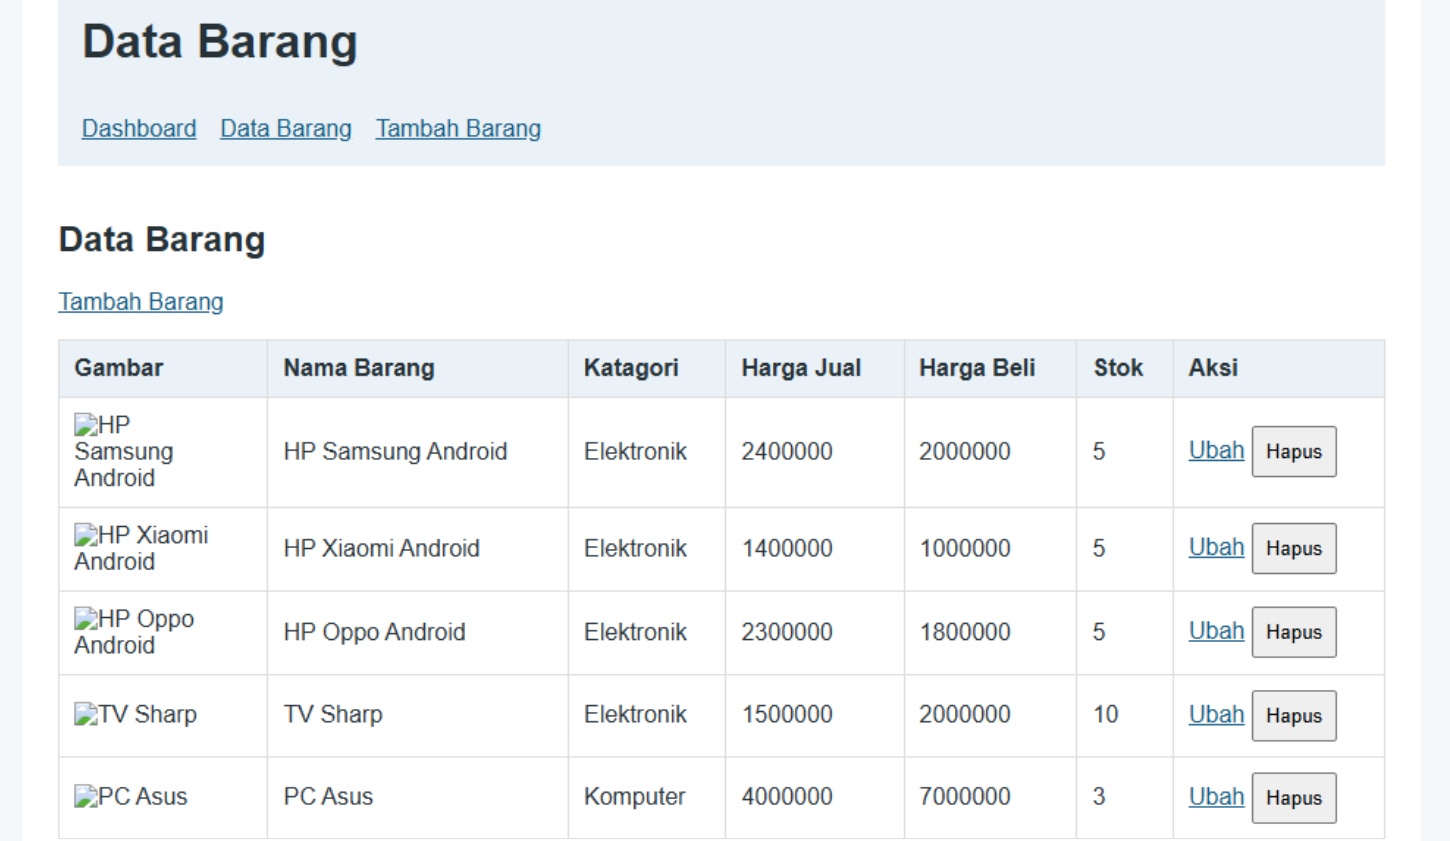 Data Barang
Dashboard Data Barang Tambah Barang
Data Barang
Tambah Barang
Gambar Nama Barang Katagori Harga Jual Harga Beli Stok Aksi
HP
Samsung
Android
HP Samsung Android Elektronik 2400000 2000000 5 Ubah Hapus
HP Xiaomi
Android
HP Xiaomi Android Elektronik 1400000 1000000 5 Ubah Hapus
HP Oppo
Android
HP Oppo Android Elektronik 2300000 1800000 5 Ubah Hapus
TV Sharp TV Sharp Elektronik 1500000 2000000 10 Ubah Hapus
PC Asus PC Asus Komputer 4000000 7000000 3 Ubah Hapus